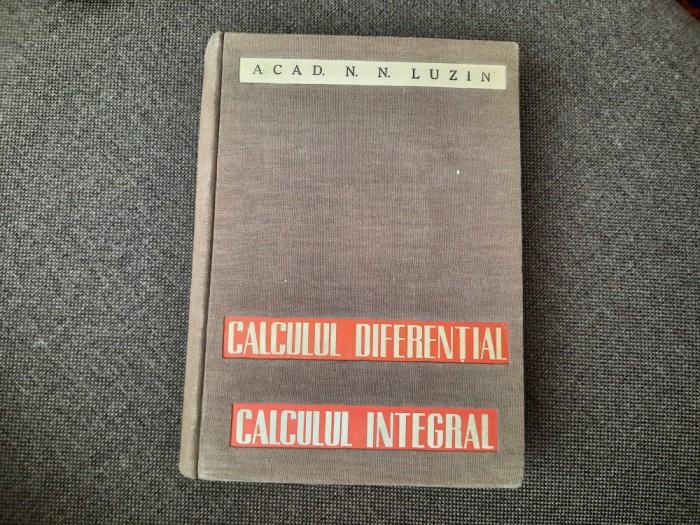 ACAD. N. N. LUZIN
CALCULUL DIFERENȚIAL
CALCULUL INTEGRAL